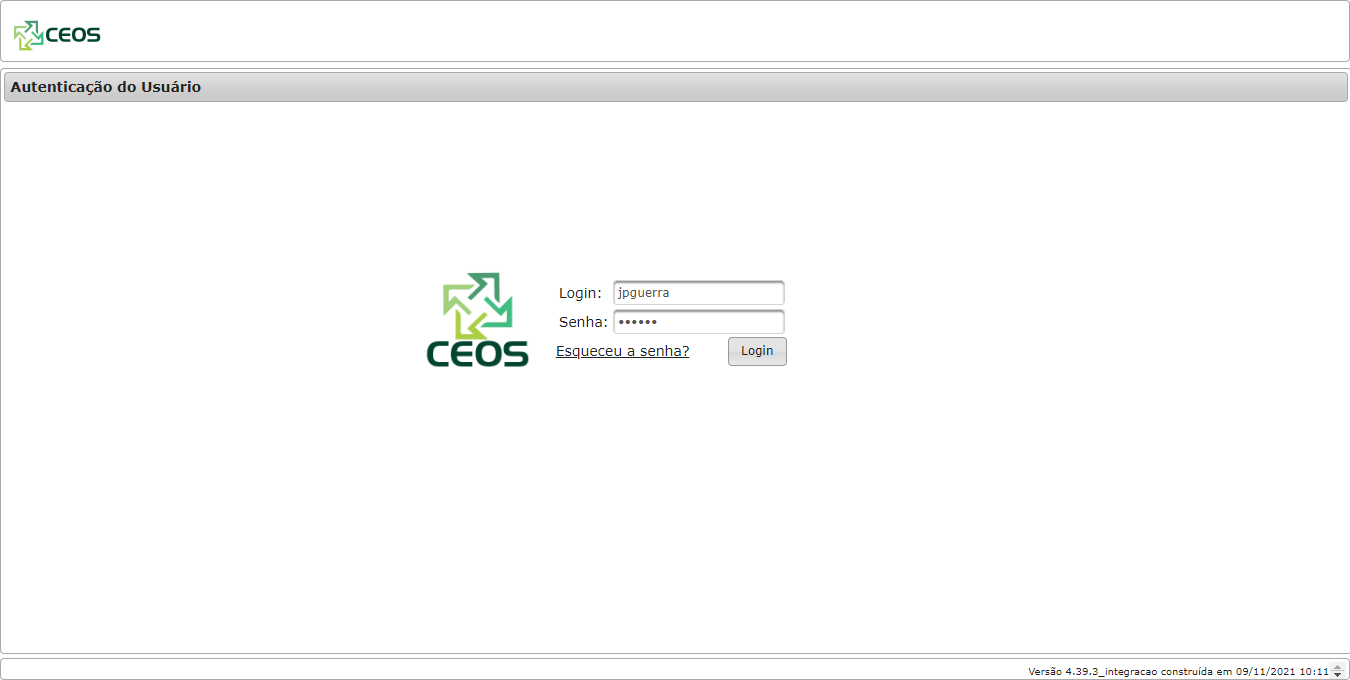 CEOS
Autenticação do Usuário
Login: jpguerra
Senha: ••••••
CEOS
Esqueceu a senha? Login
Versão 4.39.3_integracao construída em 09/11/2021 10:11